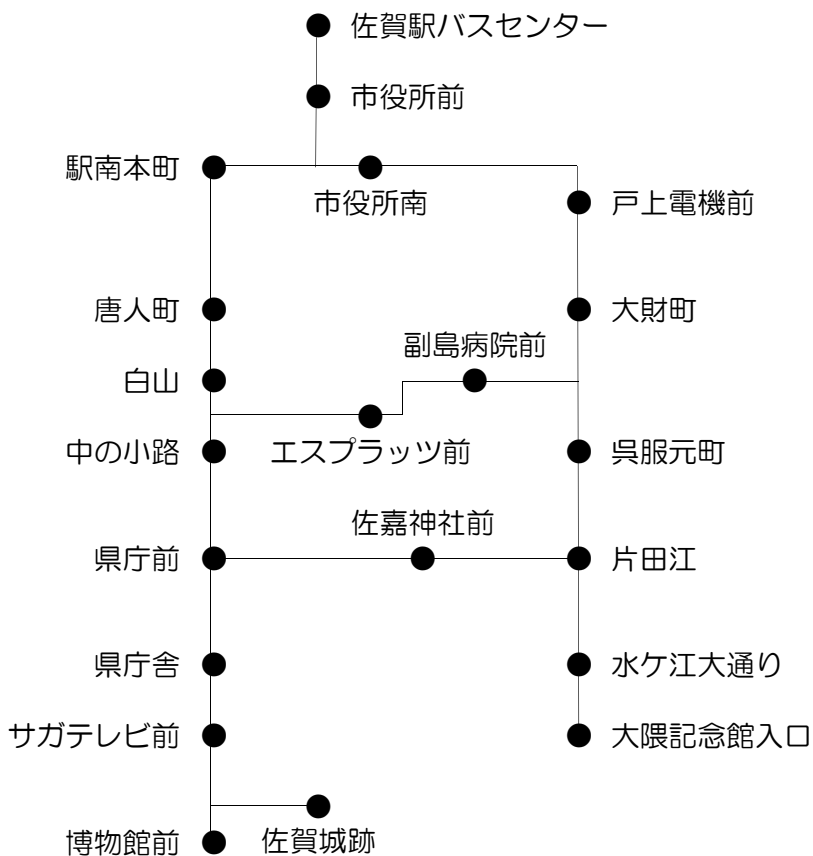 佐賀駅バスセンター
市役所前
駅南本町
市役所南
戸上電機前
唐人町
大財町
副島病院前
白山
エスプラッツ前
中の小路
呉服元町
佐嘉神社前
県庁前
片田江
県庁舎
水ケ江大通り
サガテレビ前
大隈記念館入口
佐賀城跡
博物館前